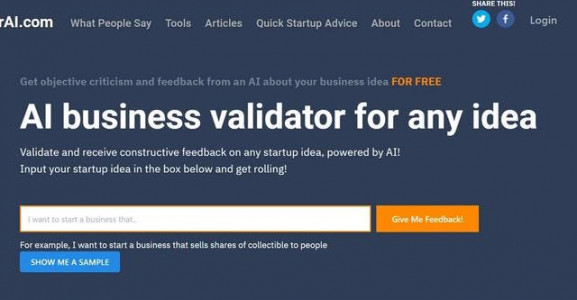 SHARE THIS!
rAI.com What People Say Tools Articles Quick Startup Advice About Contact Login
Get objective criticism and feedback from an AI about your business idea FOR FREE
AI business validator for any idea
Validate and receive constructive feedback on any startup idea, powered by AI!
Input your startup idea in the box below and get rolling!
I want to start a business that... Give Me Feedback!
For example, I want to start a business that sells shares of collectible to people
SHOW ME A SAMPLE